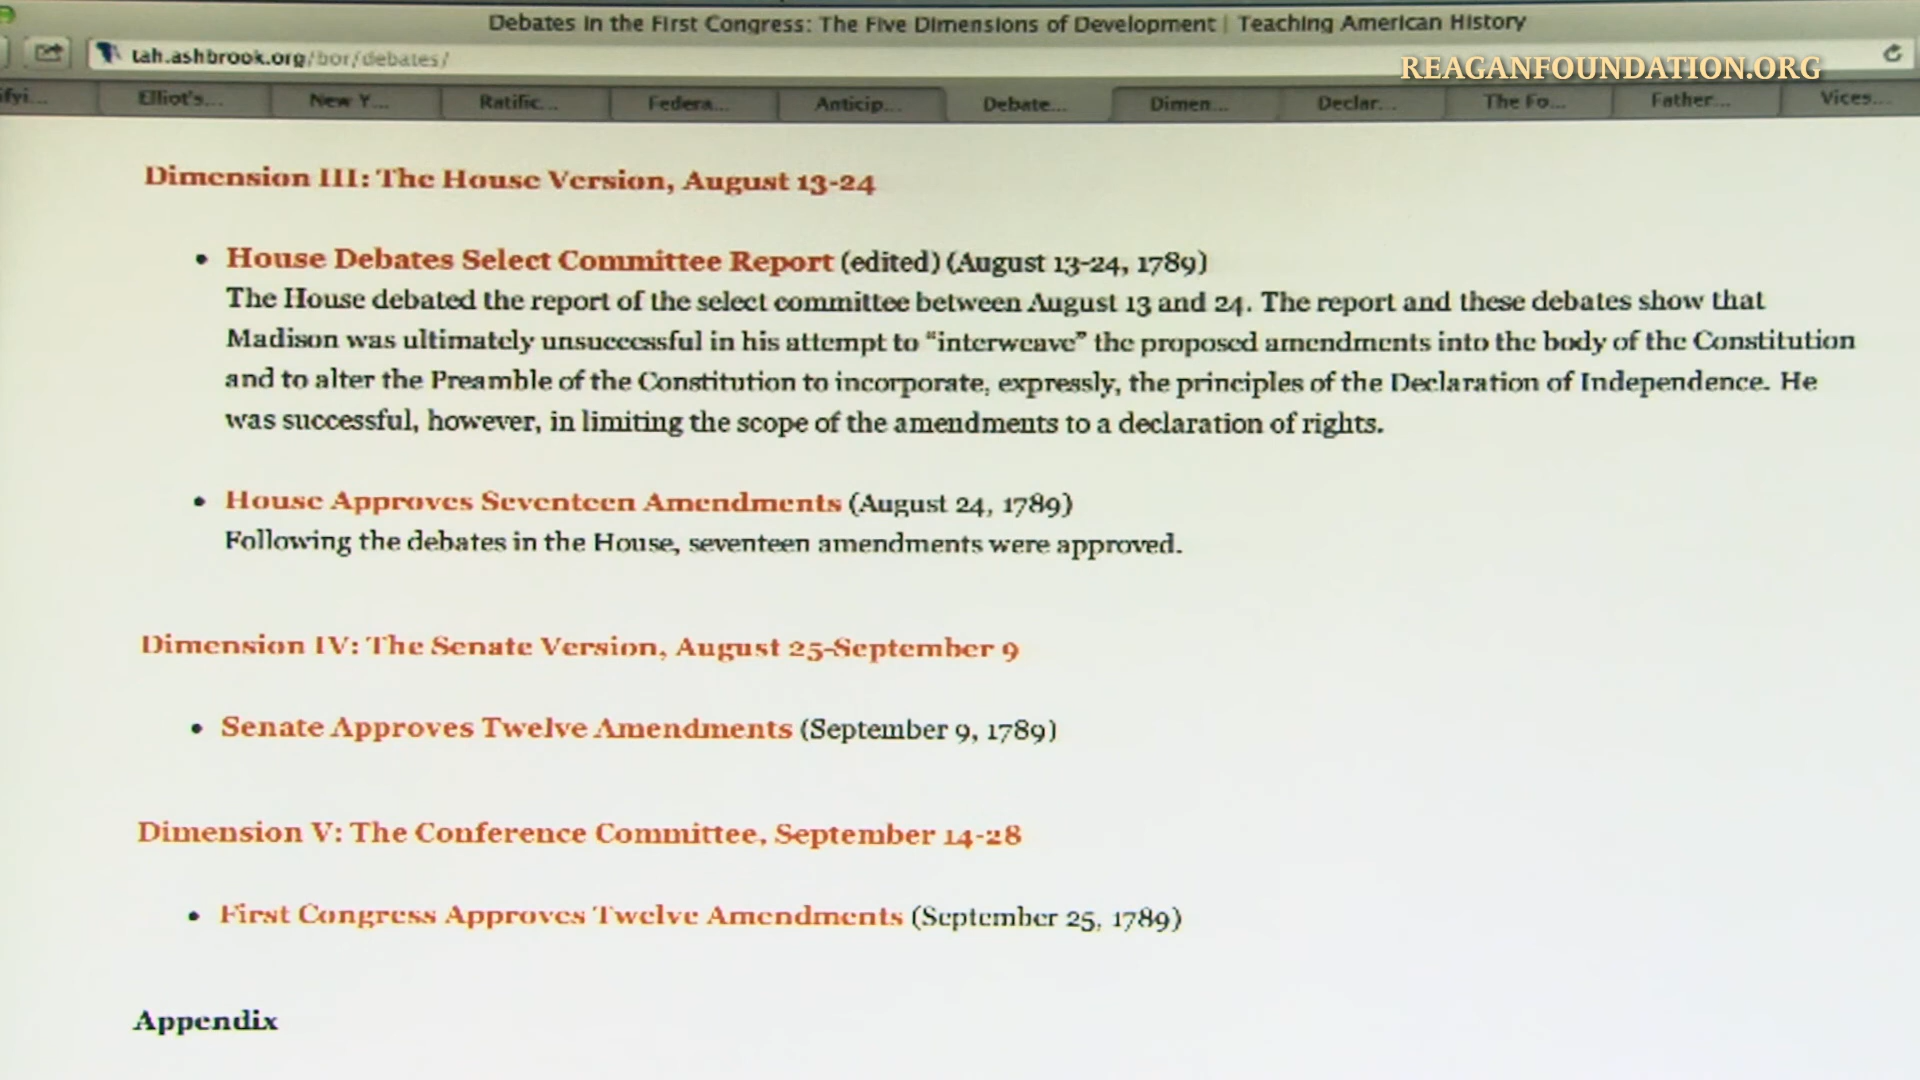 Debates in the First Congress: The Five Dimensions of Development | Teaching American History
tah.ashbrook.org/bor/debates/
REAGANFOUNDATION.ORG
ifyi... Elliot's... New Y... Ratific... Federa... Anticip... Debate... Dimen... Declar... The Fo... Father... Vices...
Dimension III: The House Version, August 13-24
• House Debates Select Committee Report (edited) (August 13-24, 1789)
The House debated the report of the select committee between August 13 and 24. The report and these debates show that
Madison was ultimately unsuccessful in his attempt to “interweave” the proposed amendments into the body of the Constitution
and to alter the Preamble of the Constitution to incorporate, expressly, the principles of the Declaration of Independence. He
was successful, however, in limiting the scope of the amendments to a declaration of rights.
• House Approves Seventeen Amendments (August 24, 1789)
Following the debates in the House, seventeen amendments were approved.
Dimension IV: The Senate Version, August 25-September 9
• Senate Approves Twelve Amendments (September 9, 1789)
Dimension V: The Conference Committee, September 14-28
• First Congress Approves Twelve Amendments (September 25, 1789)
Appendix